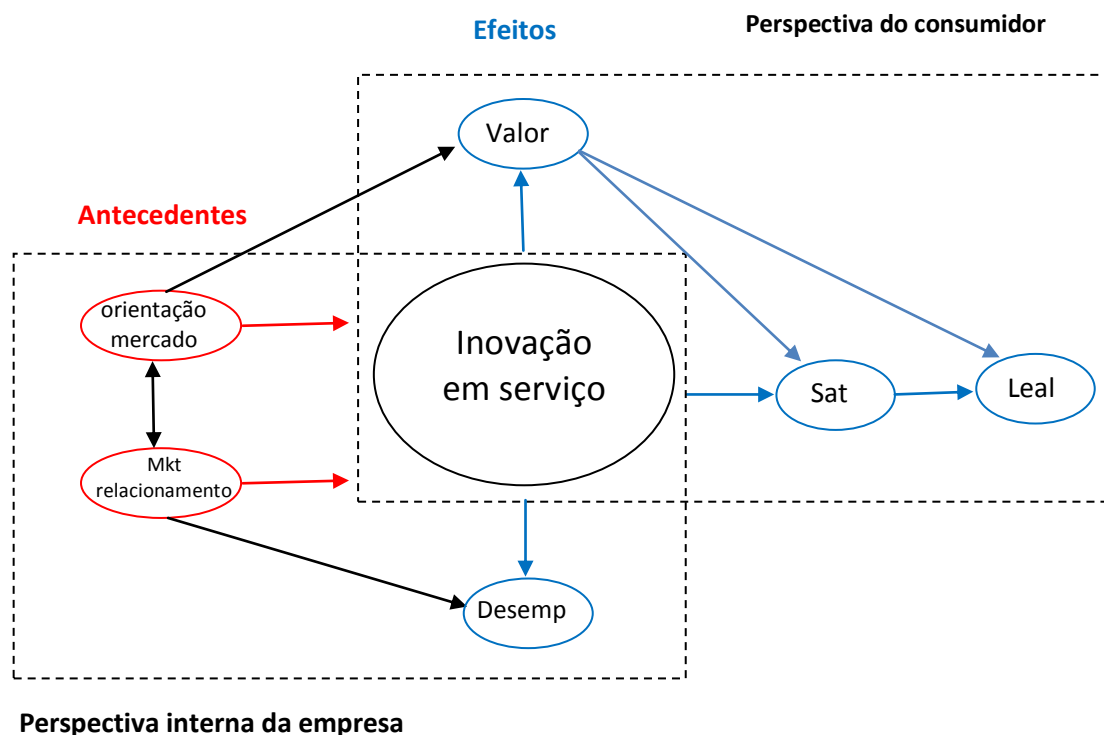 Efeitos
Perspectiva do consumidor
Valor
Antecedentes
orientação
mercado
Inovação
em serviço
Sat
Leal
Mkt
relacionamento
Desemp
Perspectiva interna da empresa